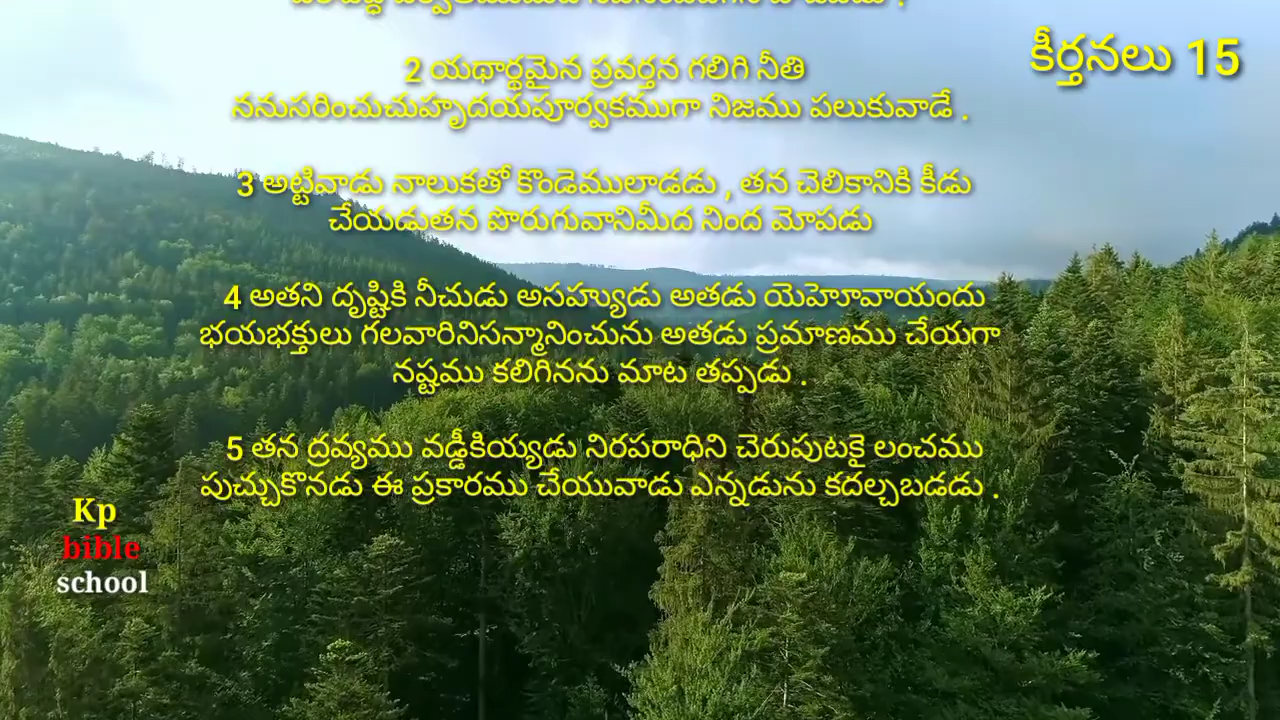 కీర్తనలు 15
2 యథార్థమైన ప్రవర్తన గలిగి నీతి
ననుసరించుచుహృదయపూర్వకముగా నిజము పలుకువాడే .
3 అట్టివాడు నాలుకతో కొండెములాడడు , తన చెలికానికి కీడు
చేయడుతన పొరుగువానిమీద నింద మోపడు
4 అతని దృష్టికి నీచుడు అసహ్యుడు అతడు యెహోవాయందు
భయభక్తులు గలవారినిసన్మానించును అతడు ప్రమాణము చేయగా
నష్టము కలిగినను మాట తప్పడు .
5 తన ద్రవ్యము వడ్డీకియ్యడు నిరపరాధిని చెరుపుటకై లంచము
పుచ్చుకొనడు ఈ ప్రకారము చేయువాడు ఎన్నడును కదల్చబడడు .
Kp
bible
school